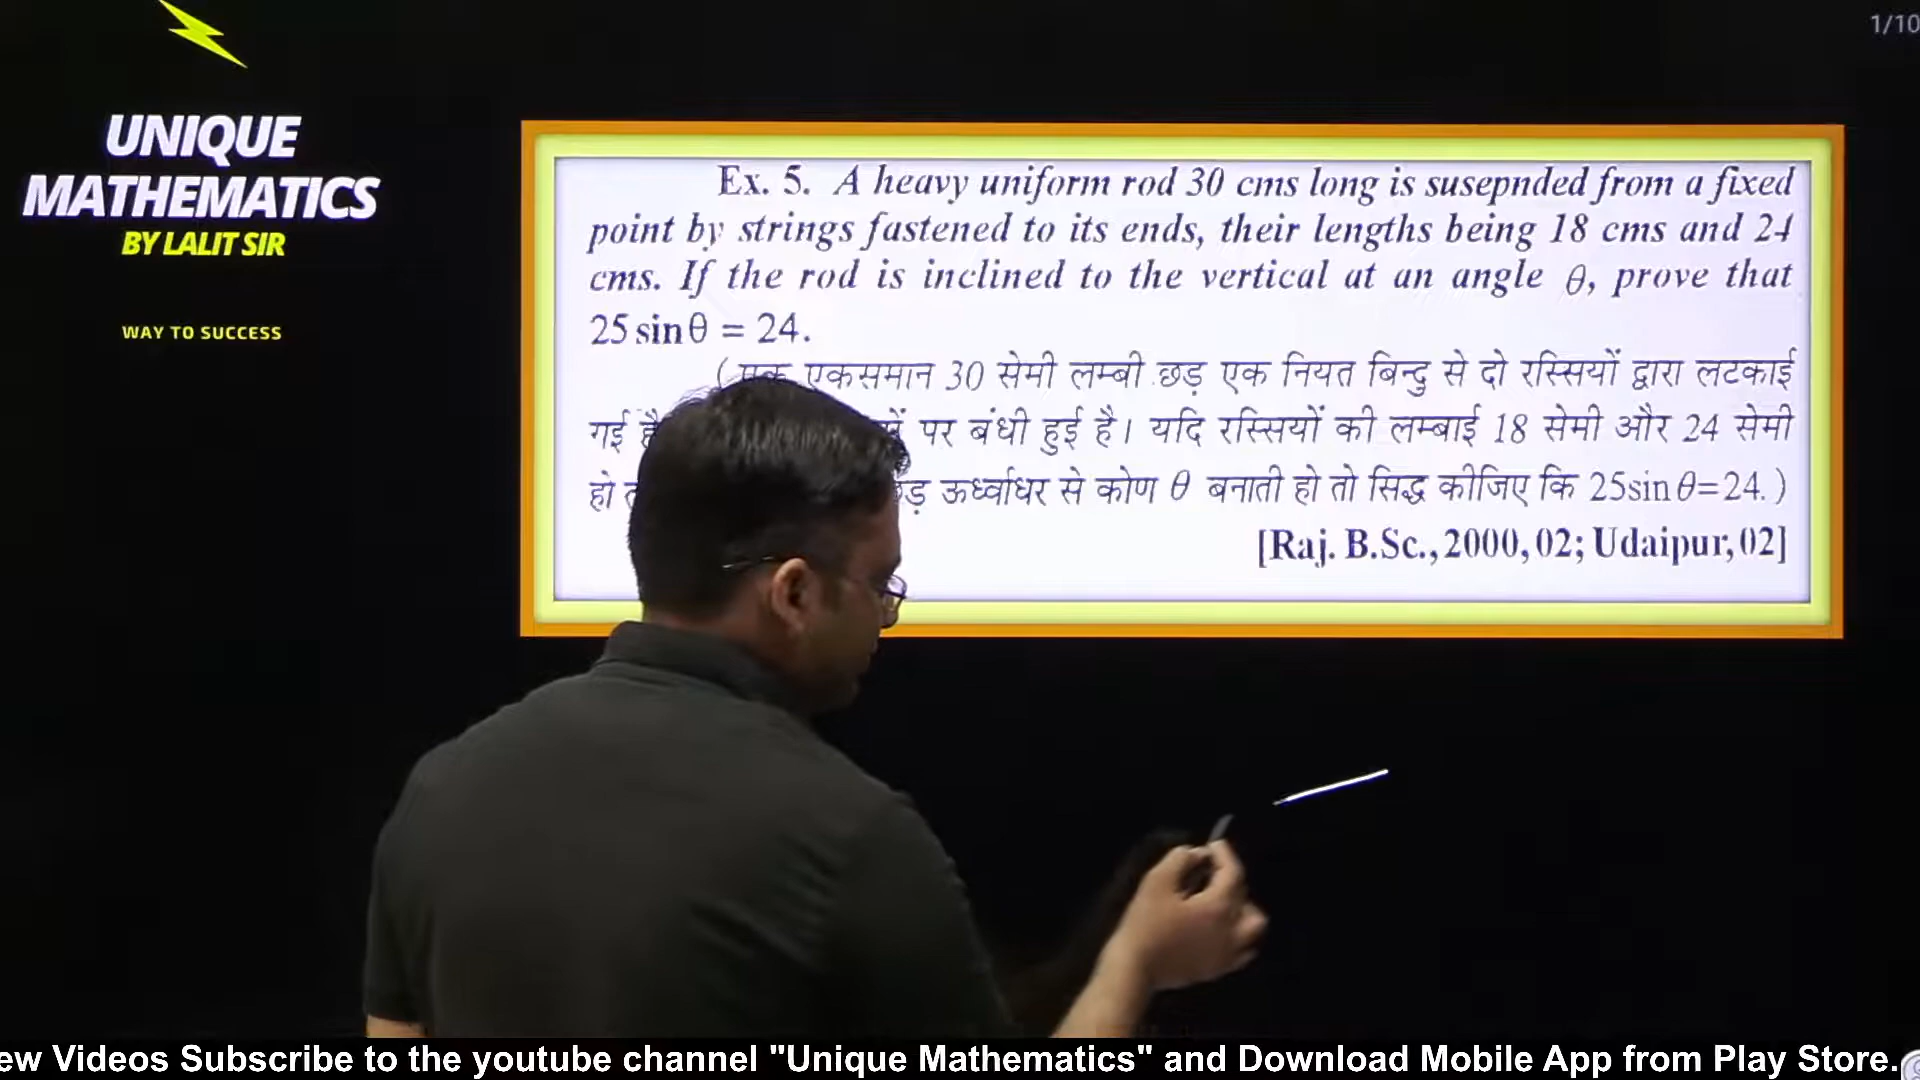 1/10
UNIQUE
MATHEMATICS
BY LALIT SIR
WAY TO SUCCESS
Ex. 5. A heavy uniform rod 30 cms long is susepnded from a fixed
point by strings fastened to its ends, their lengths being 18 cms and 24
cms. If the rod is inclined to the vertical at an angle θ, prove that
25 sin θ = 24.
(एक एकसमान 30 सेमी लम्बी छड़ एक नियत बिन्दु से दो रस्सियों द्वारा लटकाई
गई है पर बंधी हुई है। यदि रस्सियों की लम्बाई 18 सेमी और 24 सेमी
हो ऊर्ध्वाधर से कोण θ बनाती हो तो सिद्ध कीजिए कि 25sinθ=24.)
[Raj. B.Sc.,2000,02; Udaipur,02]
Videos Subscribe to the youtube channel "Unique Mathematics" and Download Mobile App from Play Store.